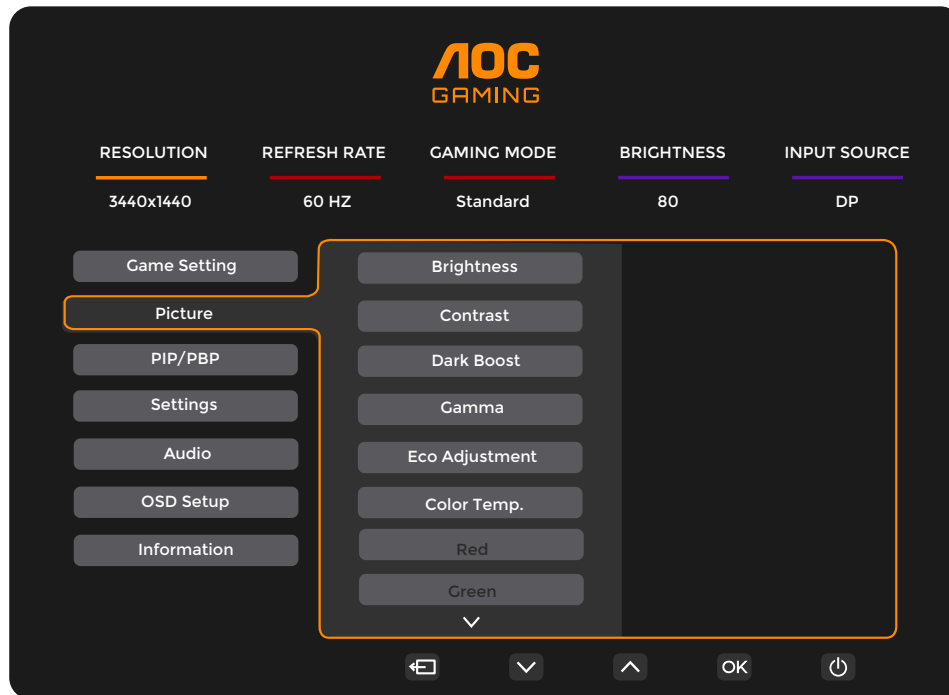 AOC
GAMING
RESOLUTION REFRESH RATE GAMING MODE BRIGHTNESS INPUT SOURCE
3440x1440 60 HZ Standard 80 DP
Game Setting
Picture
PIP/PBP
Settings
Audio
OSD Setup
Information
Brightness
Contrast
Dark Boost
Gamma
Eco Adjustment
Color Temp.
Red
Green
OK